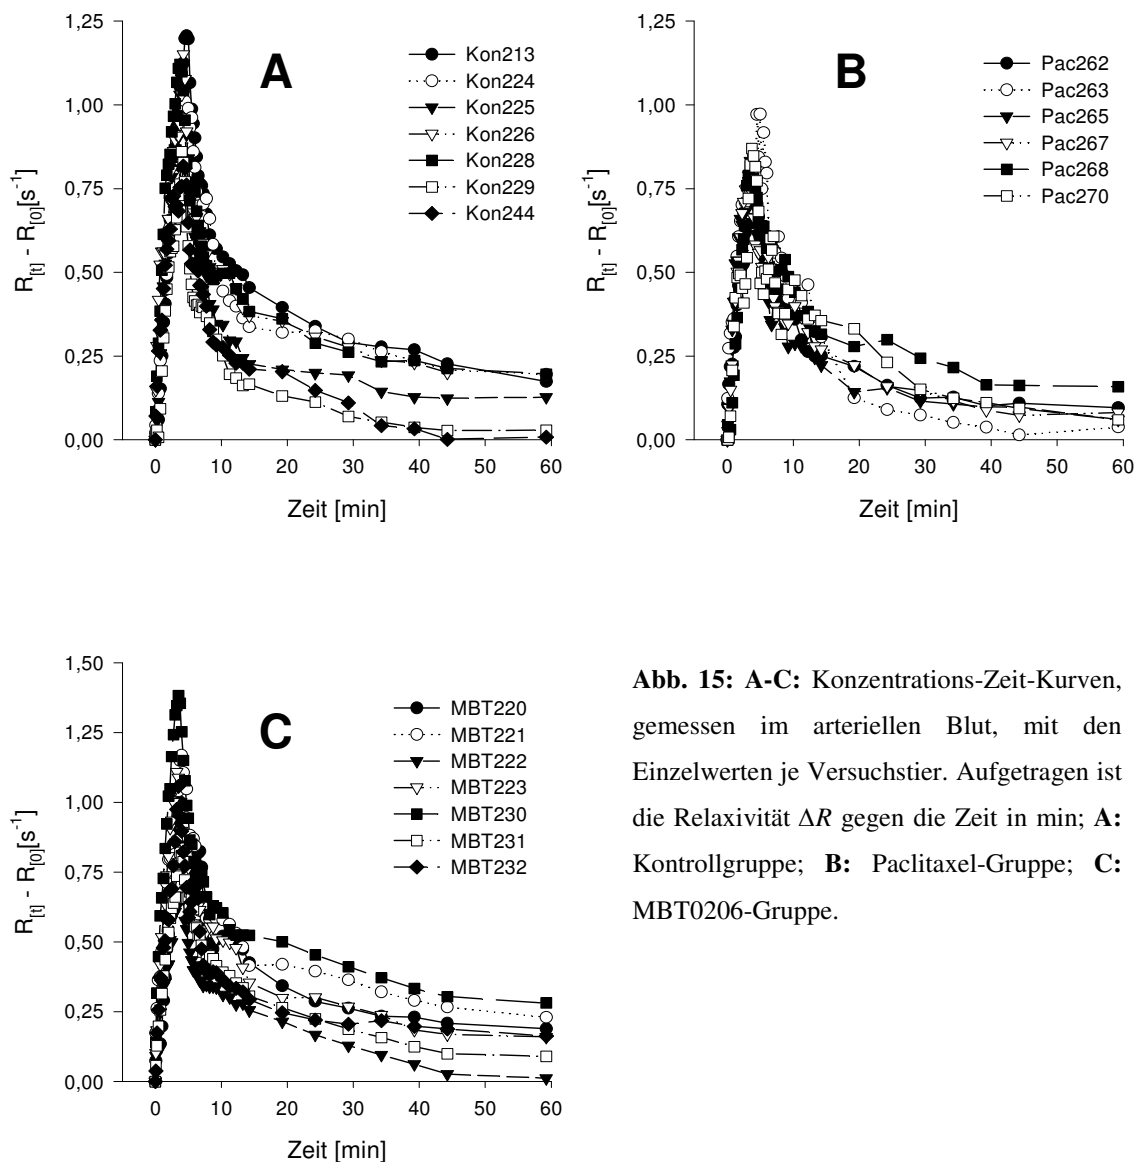 A
R[t] - R[0][s-1]
1,25
1,00
0,75
0,50
0,25
0,00
0 10 20 30 40 50 60
Zeit [min]
Kon213
Kon224
Kon225
Kon226
Kon228
Kon229
Kon244
B
R[t] - R[0][s-1]
1,25
1,00
0,75
0,50
0,25
0,00
0 10 20 30 40 50 60
Zeit [min]
Pac262
Pac263
Pac265
Pac267
Pac268
Pac270
C
R[t] - R[0][s-1]
1,50
1,25
1,00
0,75
0,50
0,25
0,00
0 10 20 30 40 50 60
Zeit [min]
MBT220
MBT221
MBT222
MBT223
MBT230
MBT231
MBT232
Abb. 15: A-C: Konzentrations-Zeit-Kurven,
gemessen im arteriellen Blut, mit den
Einzelwerten je Versuchstier. Aufgetragen ist
die Relaxivität ΔR gegen die Zeit in min; A:
Kontrollgruppe; B: Paclitaxel-Gruppe; C:
MBT0206-Gruppe.